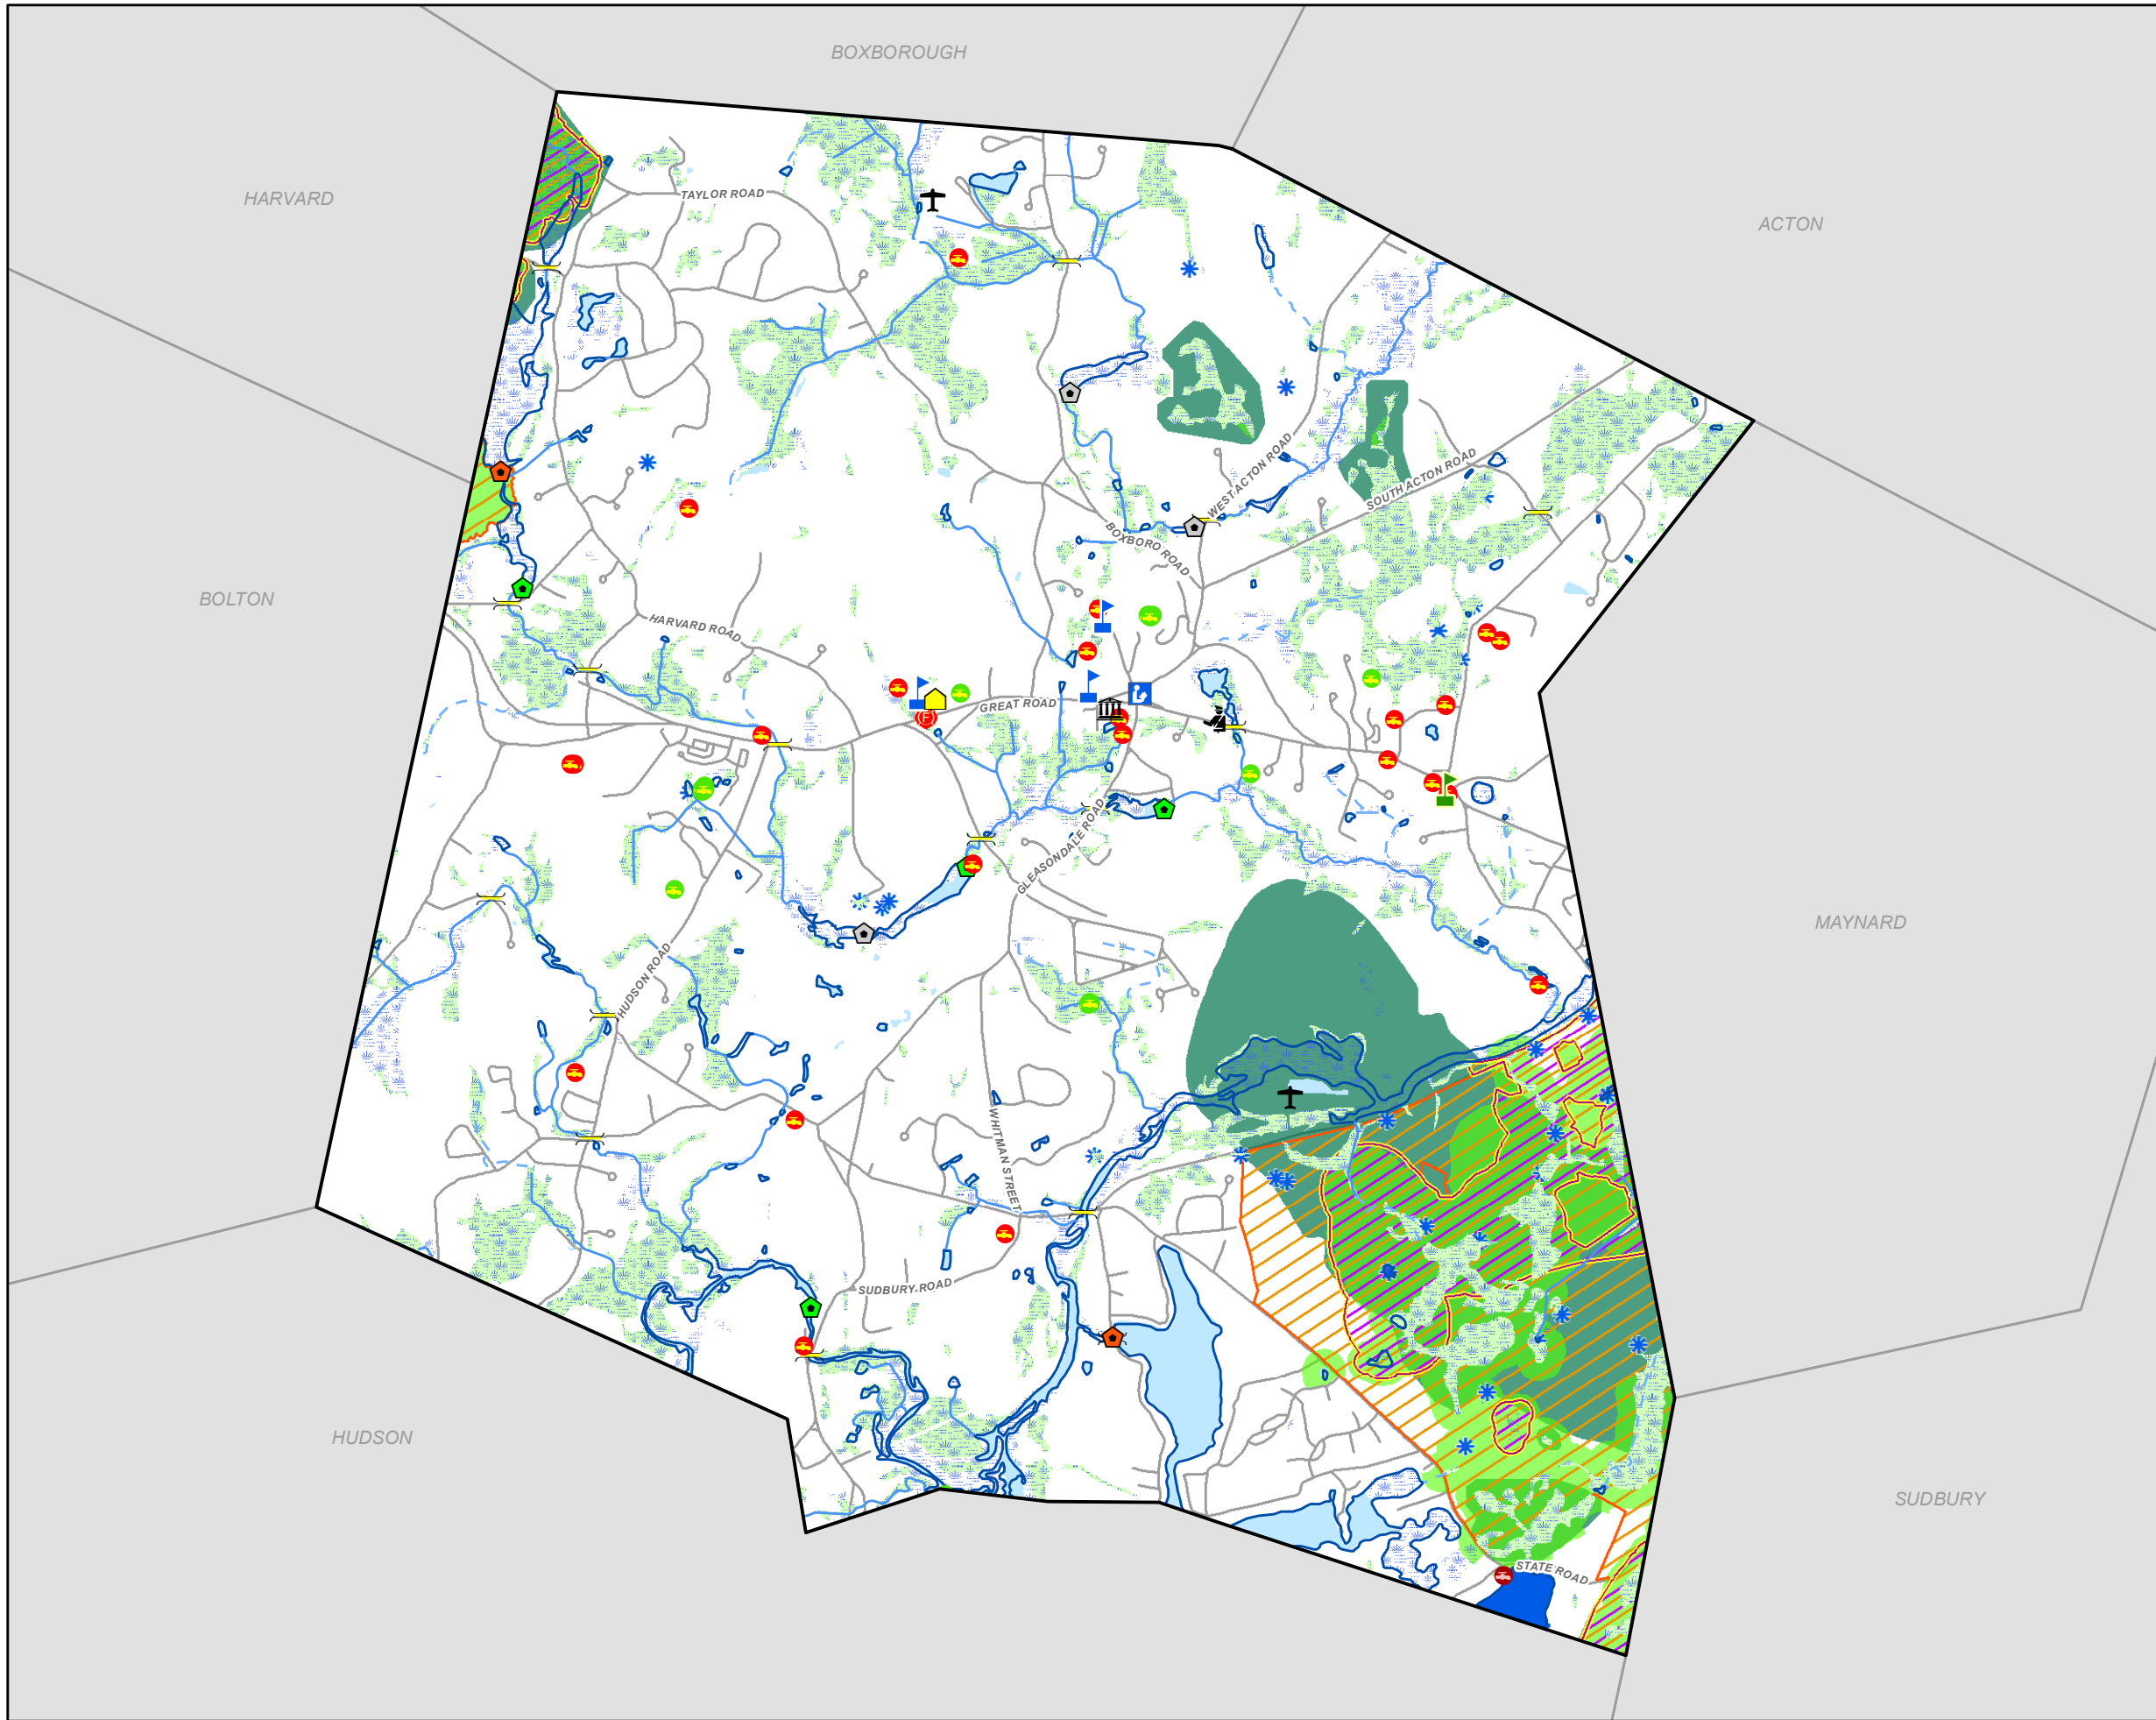 BOXBOROUGH
HARVARD
TAYLOR ROAD
ACTON
WEST ACTON ROAD
SOUTH ACTON ROAD
BOXBORO ROAD
BOLTON
HARVARD ROAD
GREAT ROAD
F
GLEASONDALE ROAD
MAYNARD
HUDSON ROAD
WHITMAN STREET
SUDBURY ROAD
HUDSON
SUDBURY
STATE ROAD